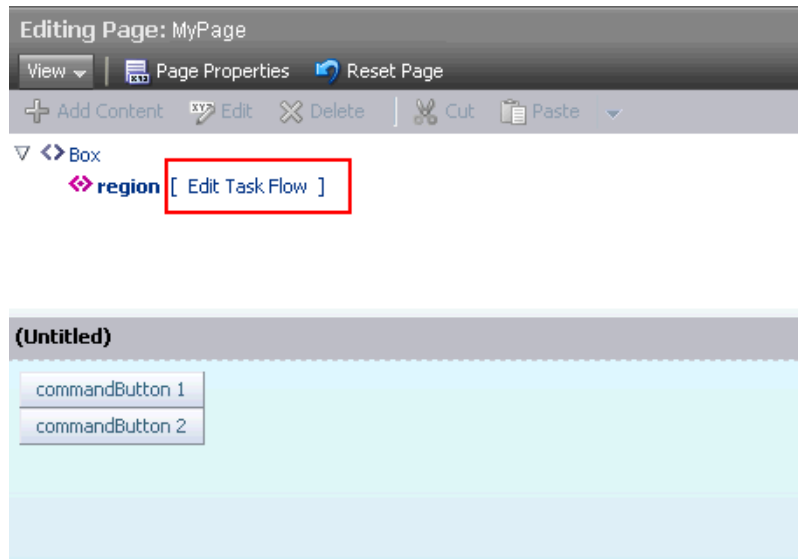 Editing Page: MyPage
View Page Properties Reset Page
Add Content Edit Delete Cut Paste
Box
region [ Edit Task Flow ]
(Untitled)
commandButton 1
commandButton 2